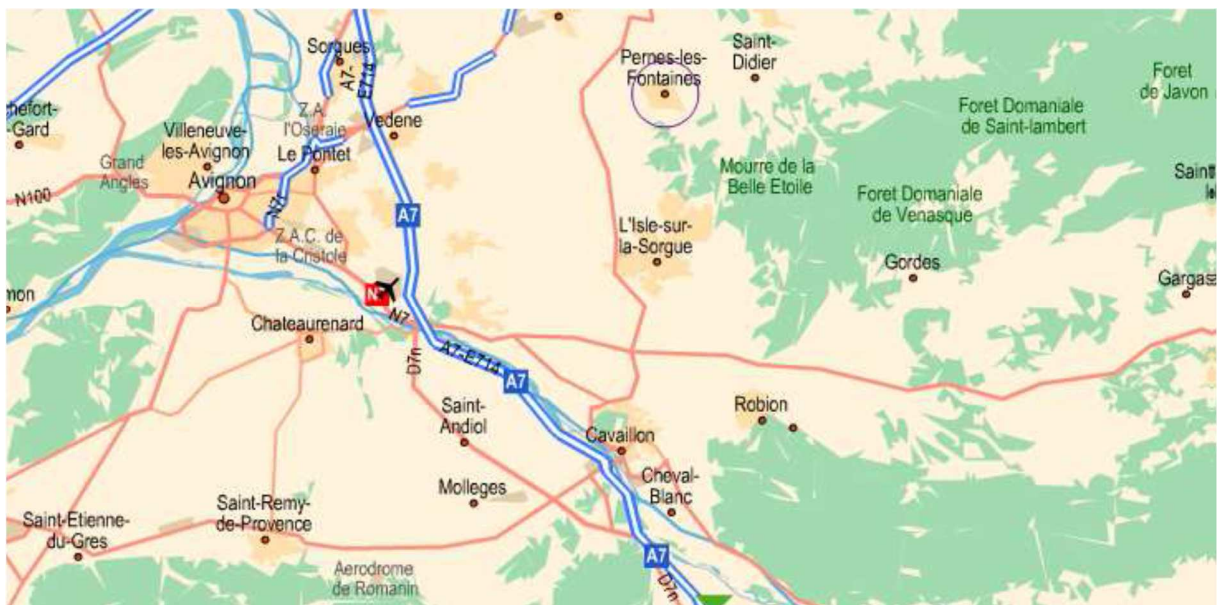 Sorgues
A7-
E714
Pernes-les-
Fontaines
Saint-
Didier
Foret
de Javon
Foret Domaniale
de Saint-lambert
Z.A.
l'Oseraie
Vedene
Villeneuve-
les-Avignon
Le Pontet
Grand
Angles
Avignon
N100
N7
Mourre de la
Belle Etoile
Foret Domaniale
de Venasque
A7
L'Isle-sur-
la-Sorgue
Z.A.C. de
la Cristole
Gordes
N7
Chateaurenard
D7n
A7-E714
A7
Saint-
Andiol
Robion
Cavaillon
Cheval-
Blanc
Molleges
Saint-Remy-
de-Provence
Saint-Etienne-
du-Gres
A7
D7n
Aerodrome
de Romanin